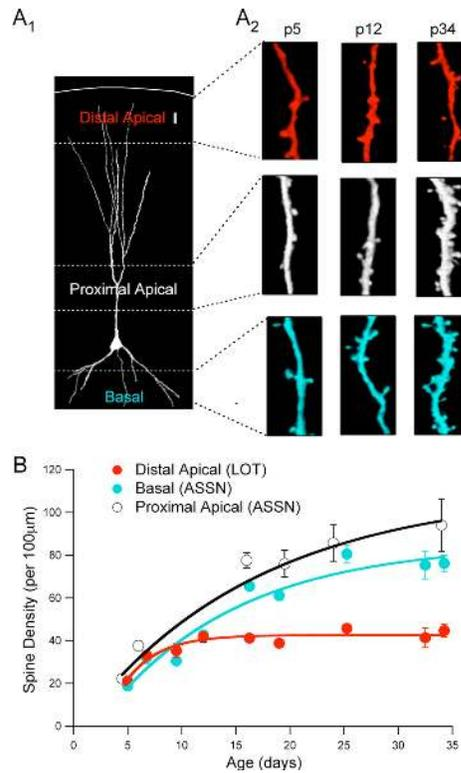 A1
A2
p5 p12 p34
Distal Apical
Proximal Apical
Basal
B
Distal Apical (LOT)
Basal (ASSN)
Proximal Apical (ASSN)
Spine Density (per 100μm)
120
100
80
60
40
20
0
0 5 10 15 20 25 30 35
Age (days)